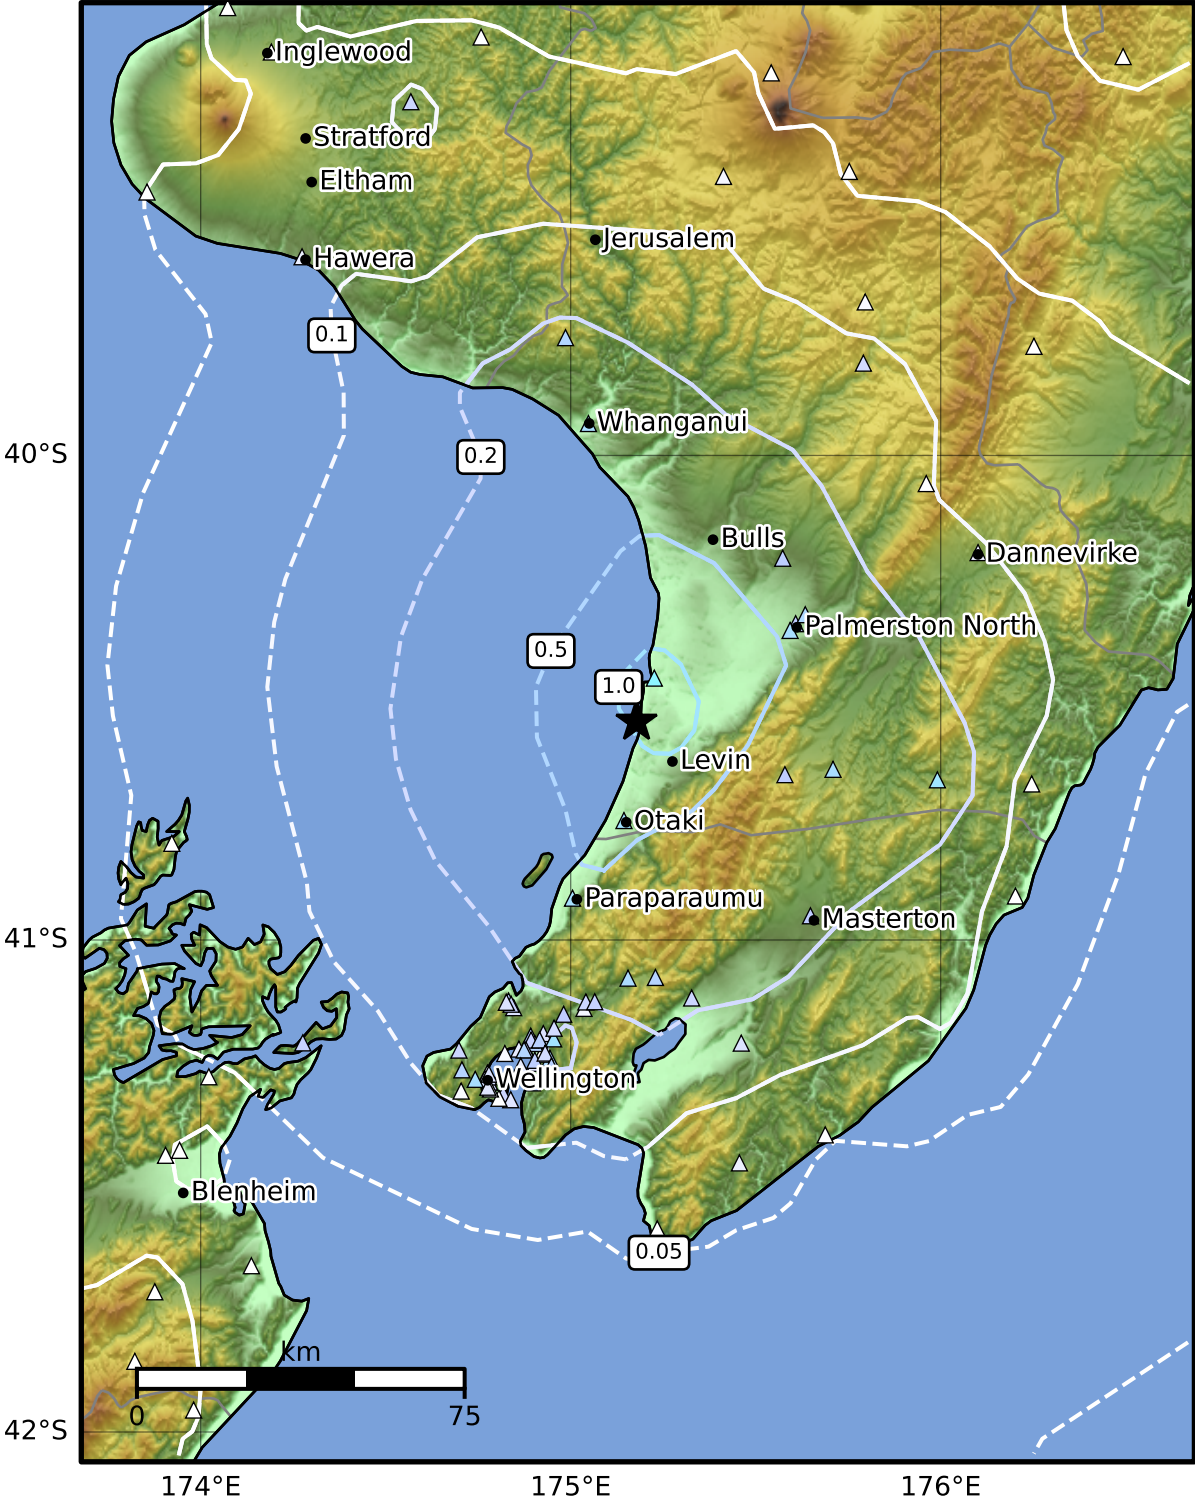 Inglewood
Stratford
Eltham
Jerusalem
Hawera
0.1
Whanganui
40°S
0.2
Bulls
Dannevirke
Palmerston North
0.5
1.0
Levin
Otaki
Paraparaumu
Masterton
41°S
Wellington
Blenheim
0.05
km
0
75
42°S
174°E
175°E
176°E